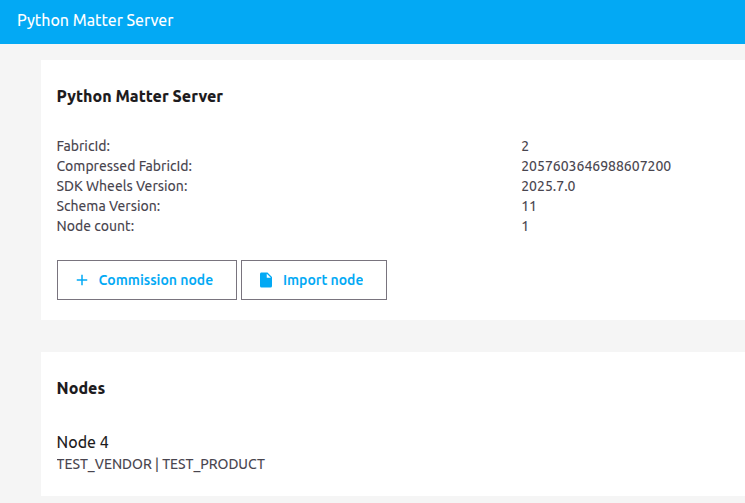 Python Matter Server
Python Matter Server
FabricId: 2
Compressed FabricId: 2057603646988607200
SDK Wheels Version: 2025.7.0
Schema Version: 11
Node count: 1
Commission node Import node
Nodes
Node 4
TEST_VENDOR | TEST_PRODUCT